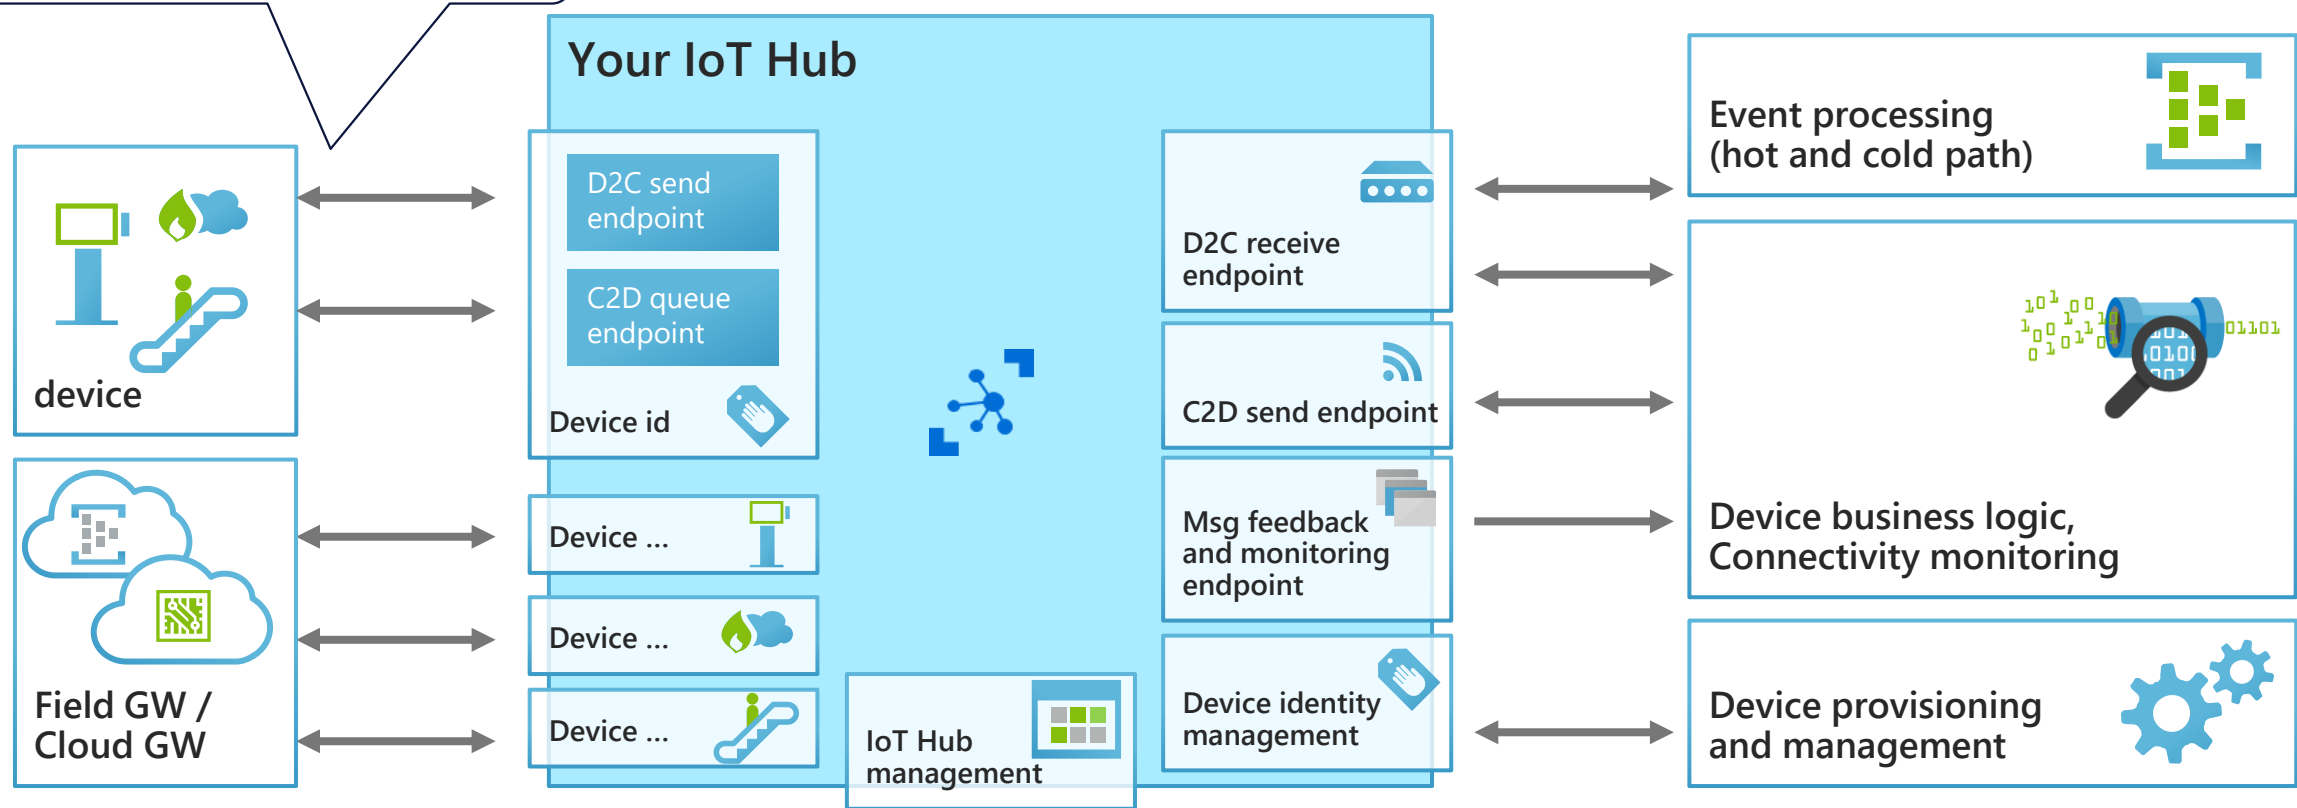 Your IoT Hub
device
Field GW /
Cloud GW
D2C send
endpoint
C2D queue
endpoint
Device id
Device ...
Device ...
Device ...
IoT Hub
management
D2C receive
endpoint
C2D send endpoint
Msg feedback
and monitoring
endpoint
Device identity
management
Event processing
(hot and cold path)
01101
Device business logic,
Connectivity monitoring
Device provisioning
and management